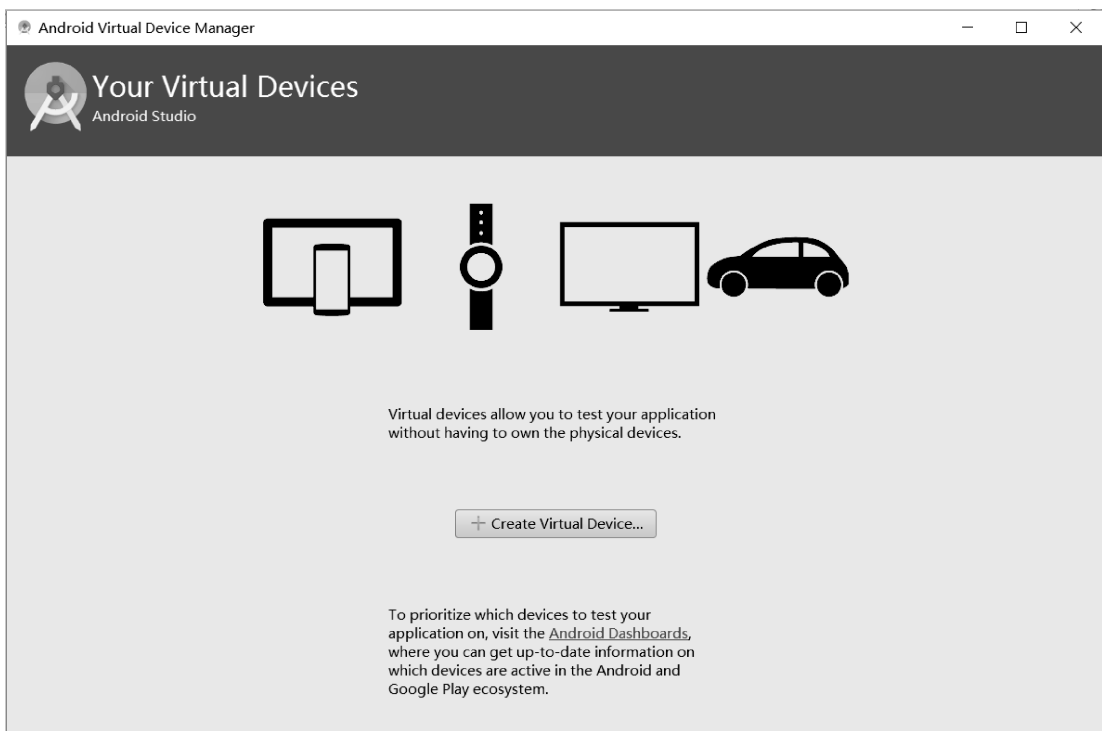 Android Virtual Device Manager
Your Virtual Devices
Android Studio
Virtual devices allow you to test your application
without having to own the physical devices.
Create Virtual Device...
To prioritize which devices to test your
application on, visit the Android Dashboards,
where you can get up-to-date information on
which devices are active in the Android and
Google Play ecosystem.